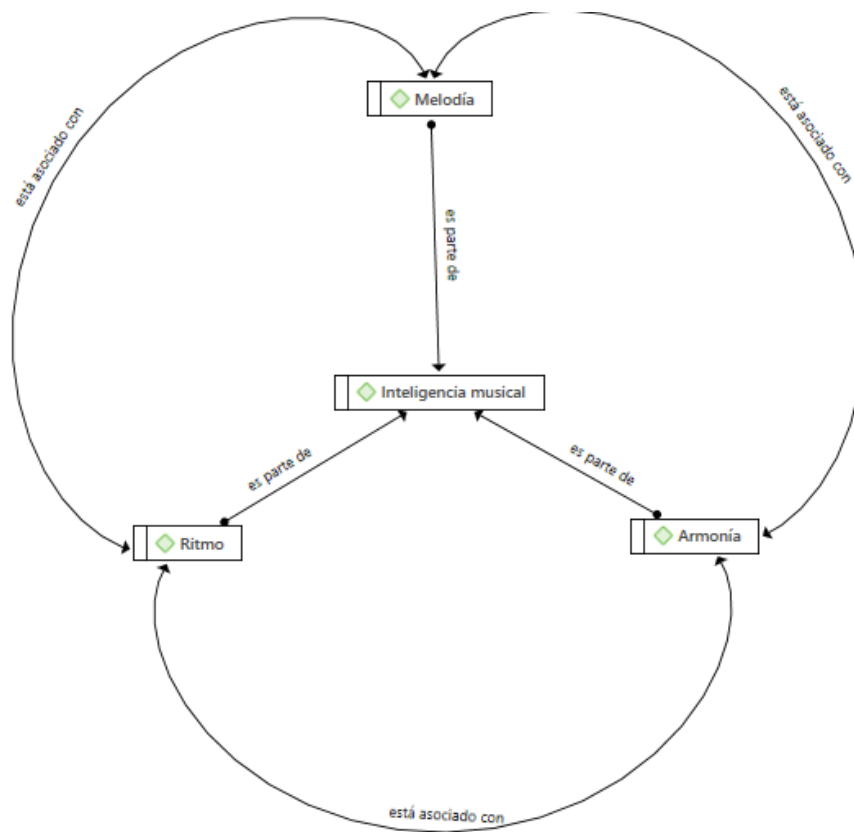 Melodía
está asociado con
está asociado con
es parte de
Inteligencia musical
es parte de
es parte de
Ritmo
Armonía
está asociado con